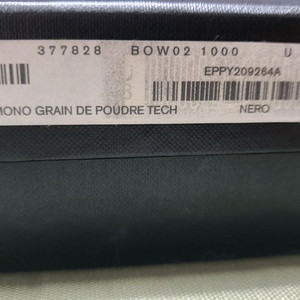 377828 BOW02 1000 U
EPPY209264A
MONO GRAIN DE POUDRE TECH NERO